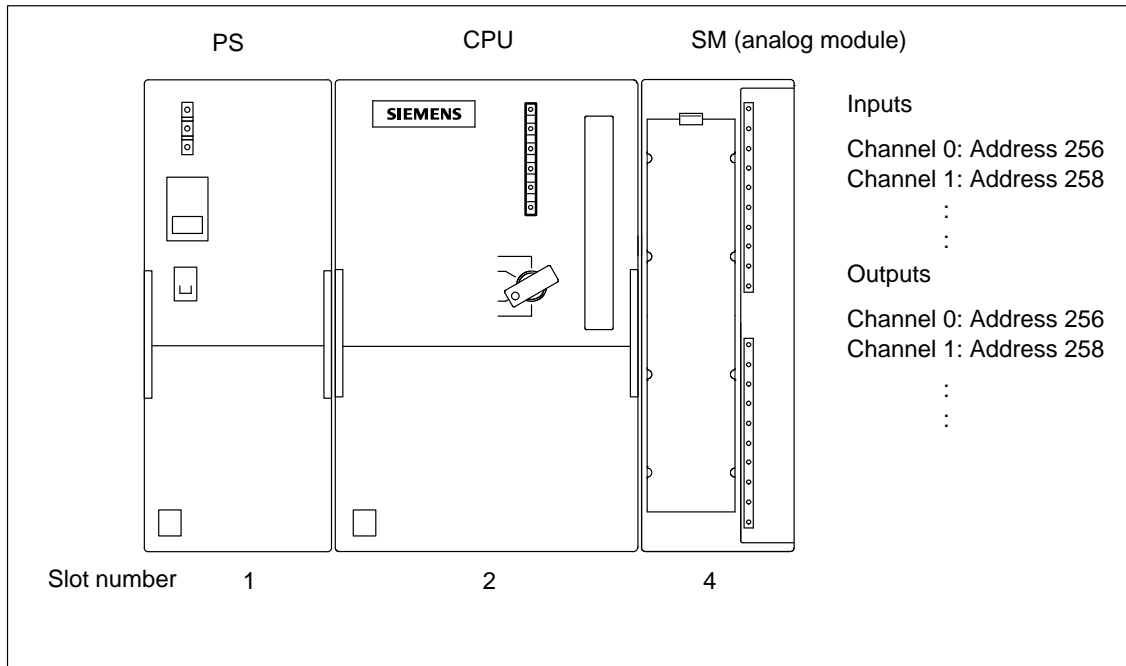 PS CPU SM (analog module)
SIEMENS
Inputs
Channel 0: Address 256
Channel 1: Address 258
:
:
Outputs
Channel 0: Address 256
Channel 1: Address 258
:
:
Slot number 1 2 4